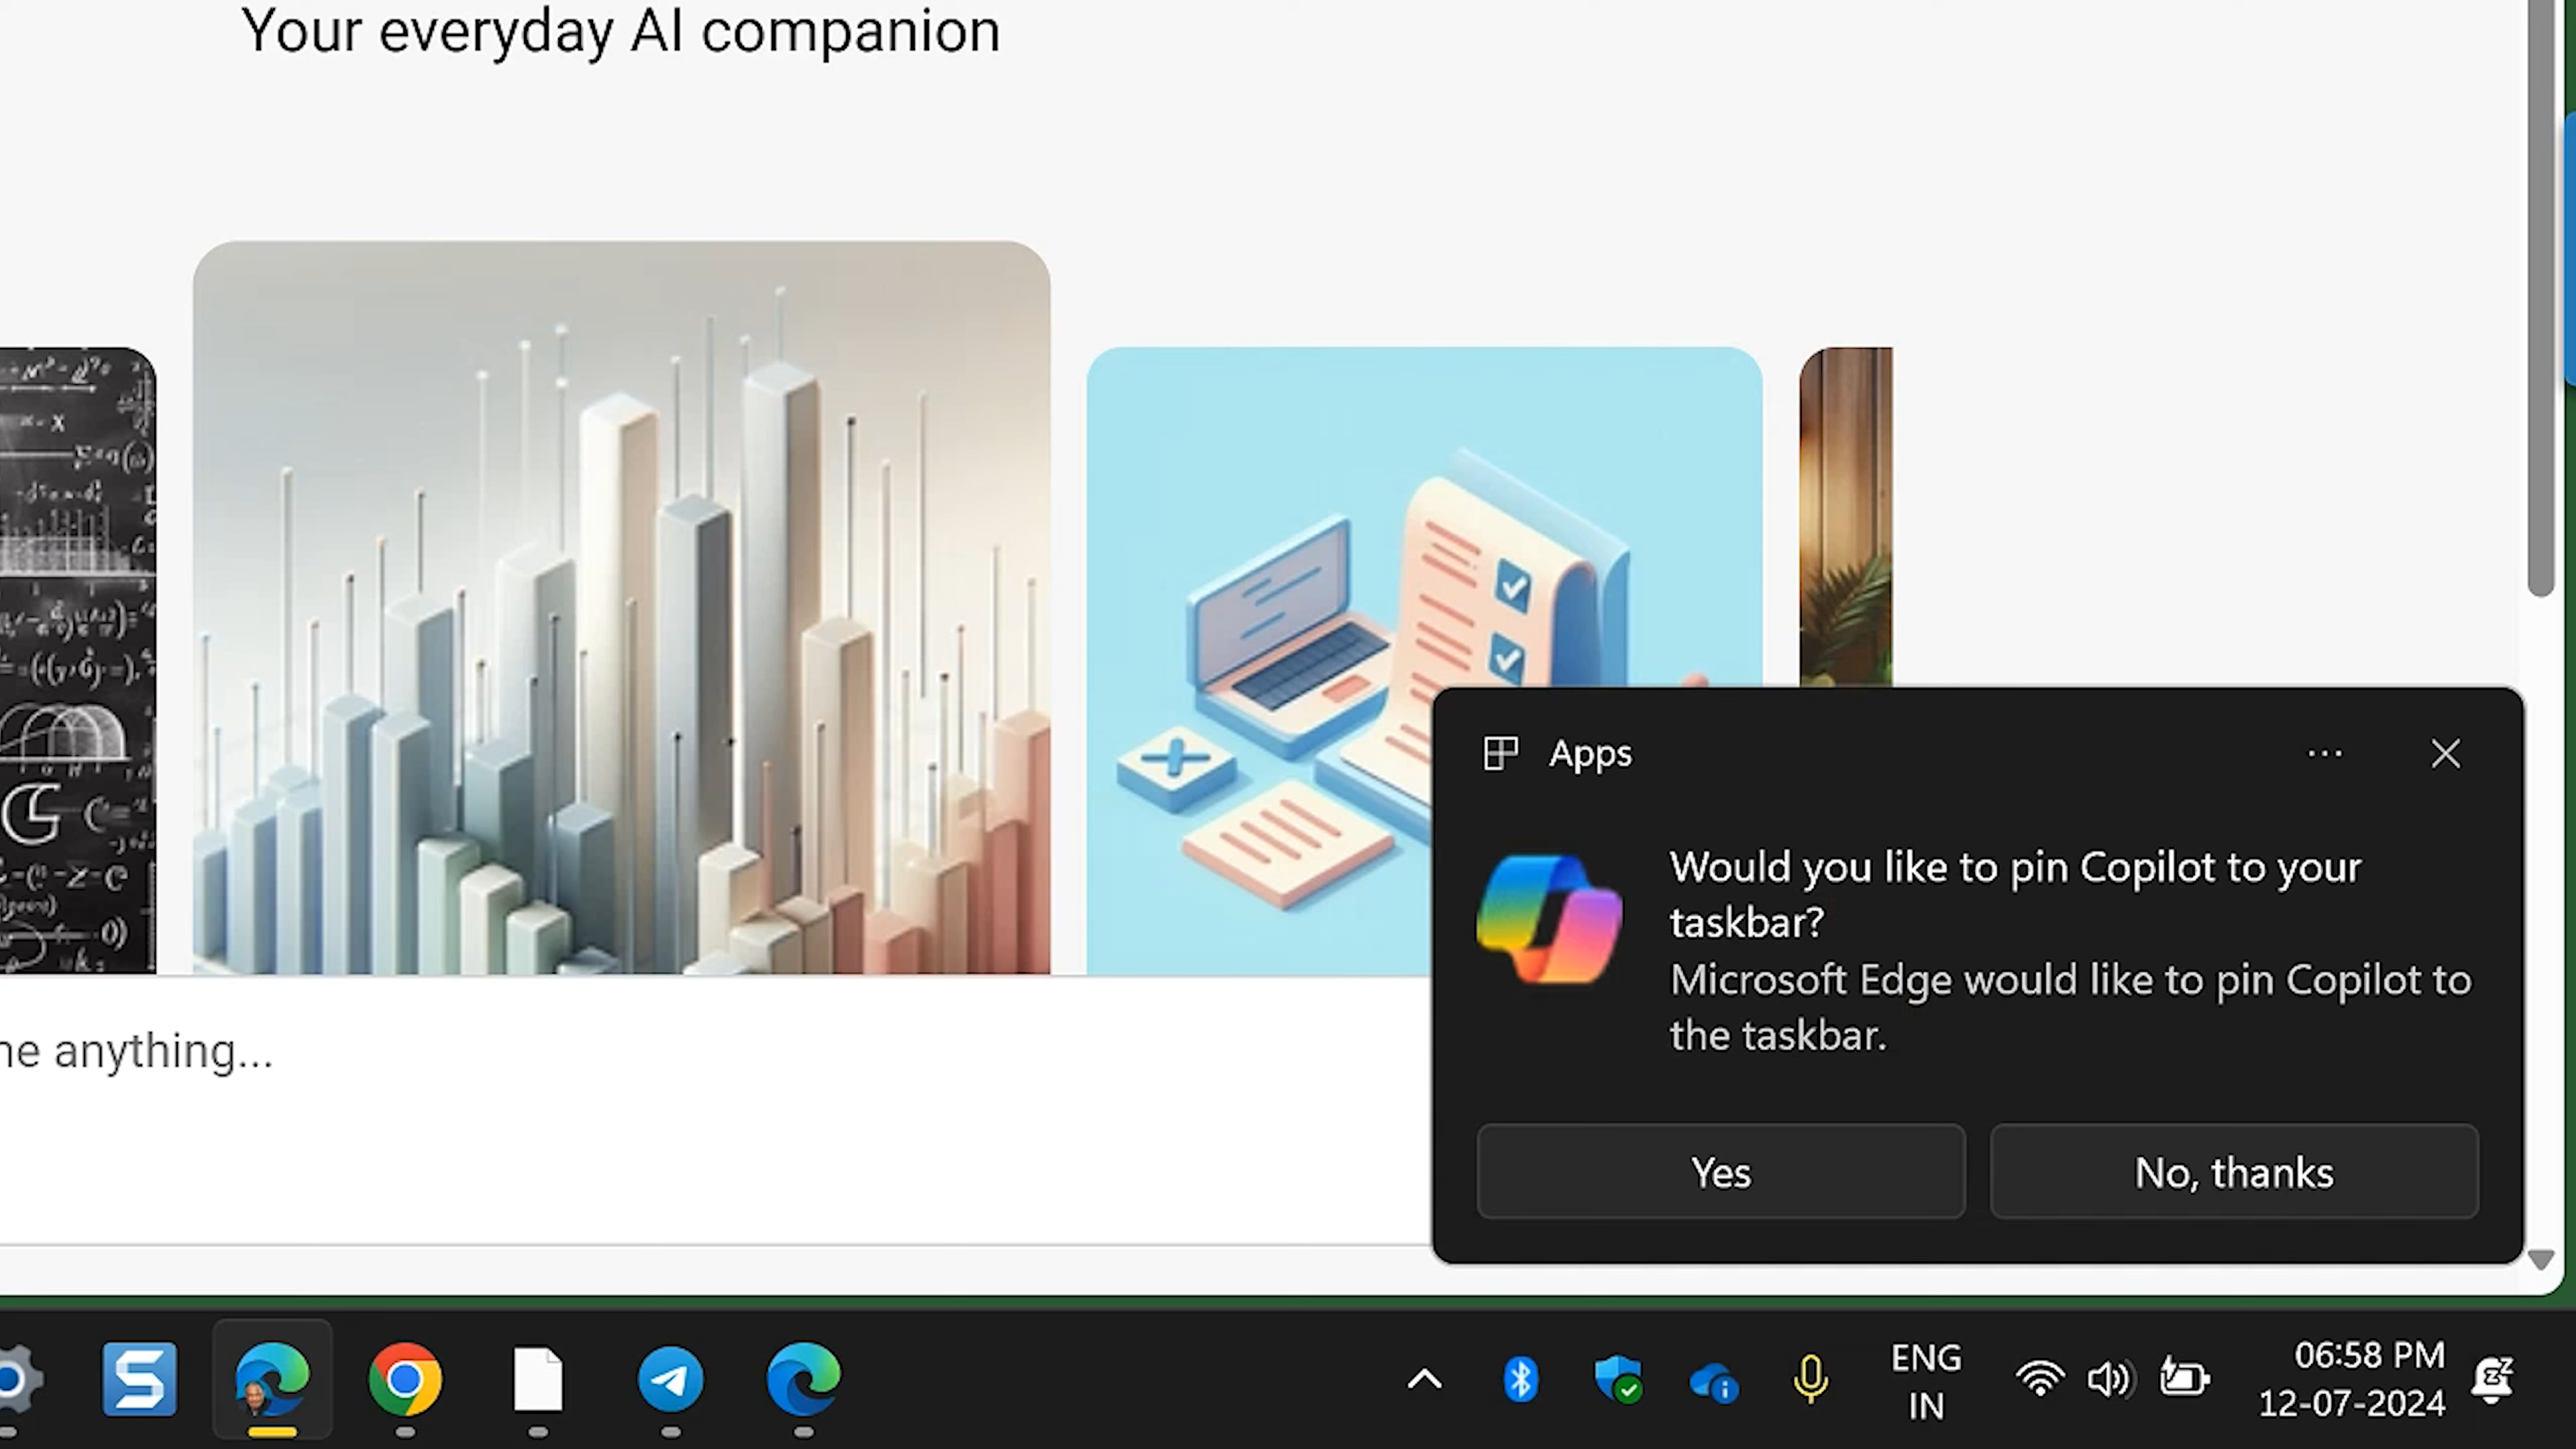 Your everyday AI companion
Apps
Would you like to pin Copilot to your
taskbar?
Microsoft Edge would like to pin Copilot to
the taskbar.
anything...
Yes
No, thanks
ENG
IN
06:58 PM
12-07-2024